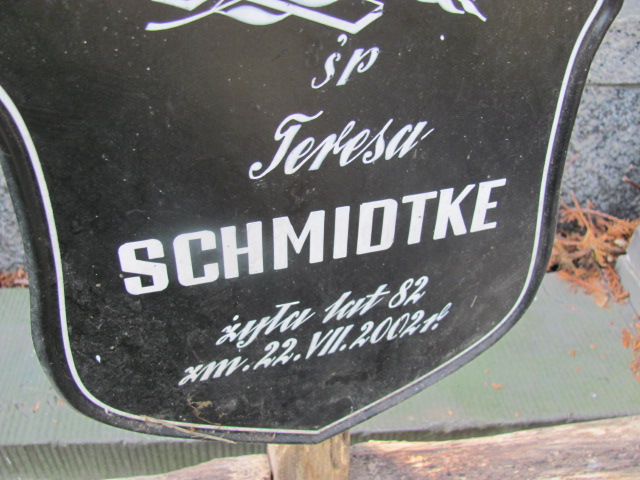 śp
Teresa
SCHMIDTKE
żyła lat 82
zm. 22. VII. 2002 r.